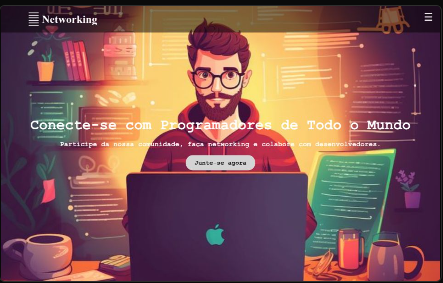 Networking
Conecte-se com Programadores de Todo o Mundo
Participe da nossa comunidade, faça networking e colabore com desenvolvedores.
Junte-se agora